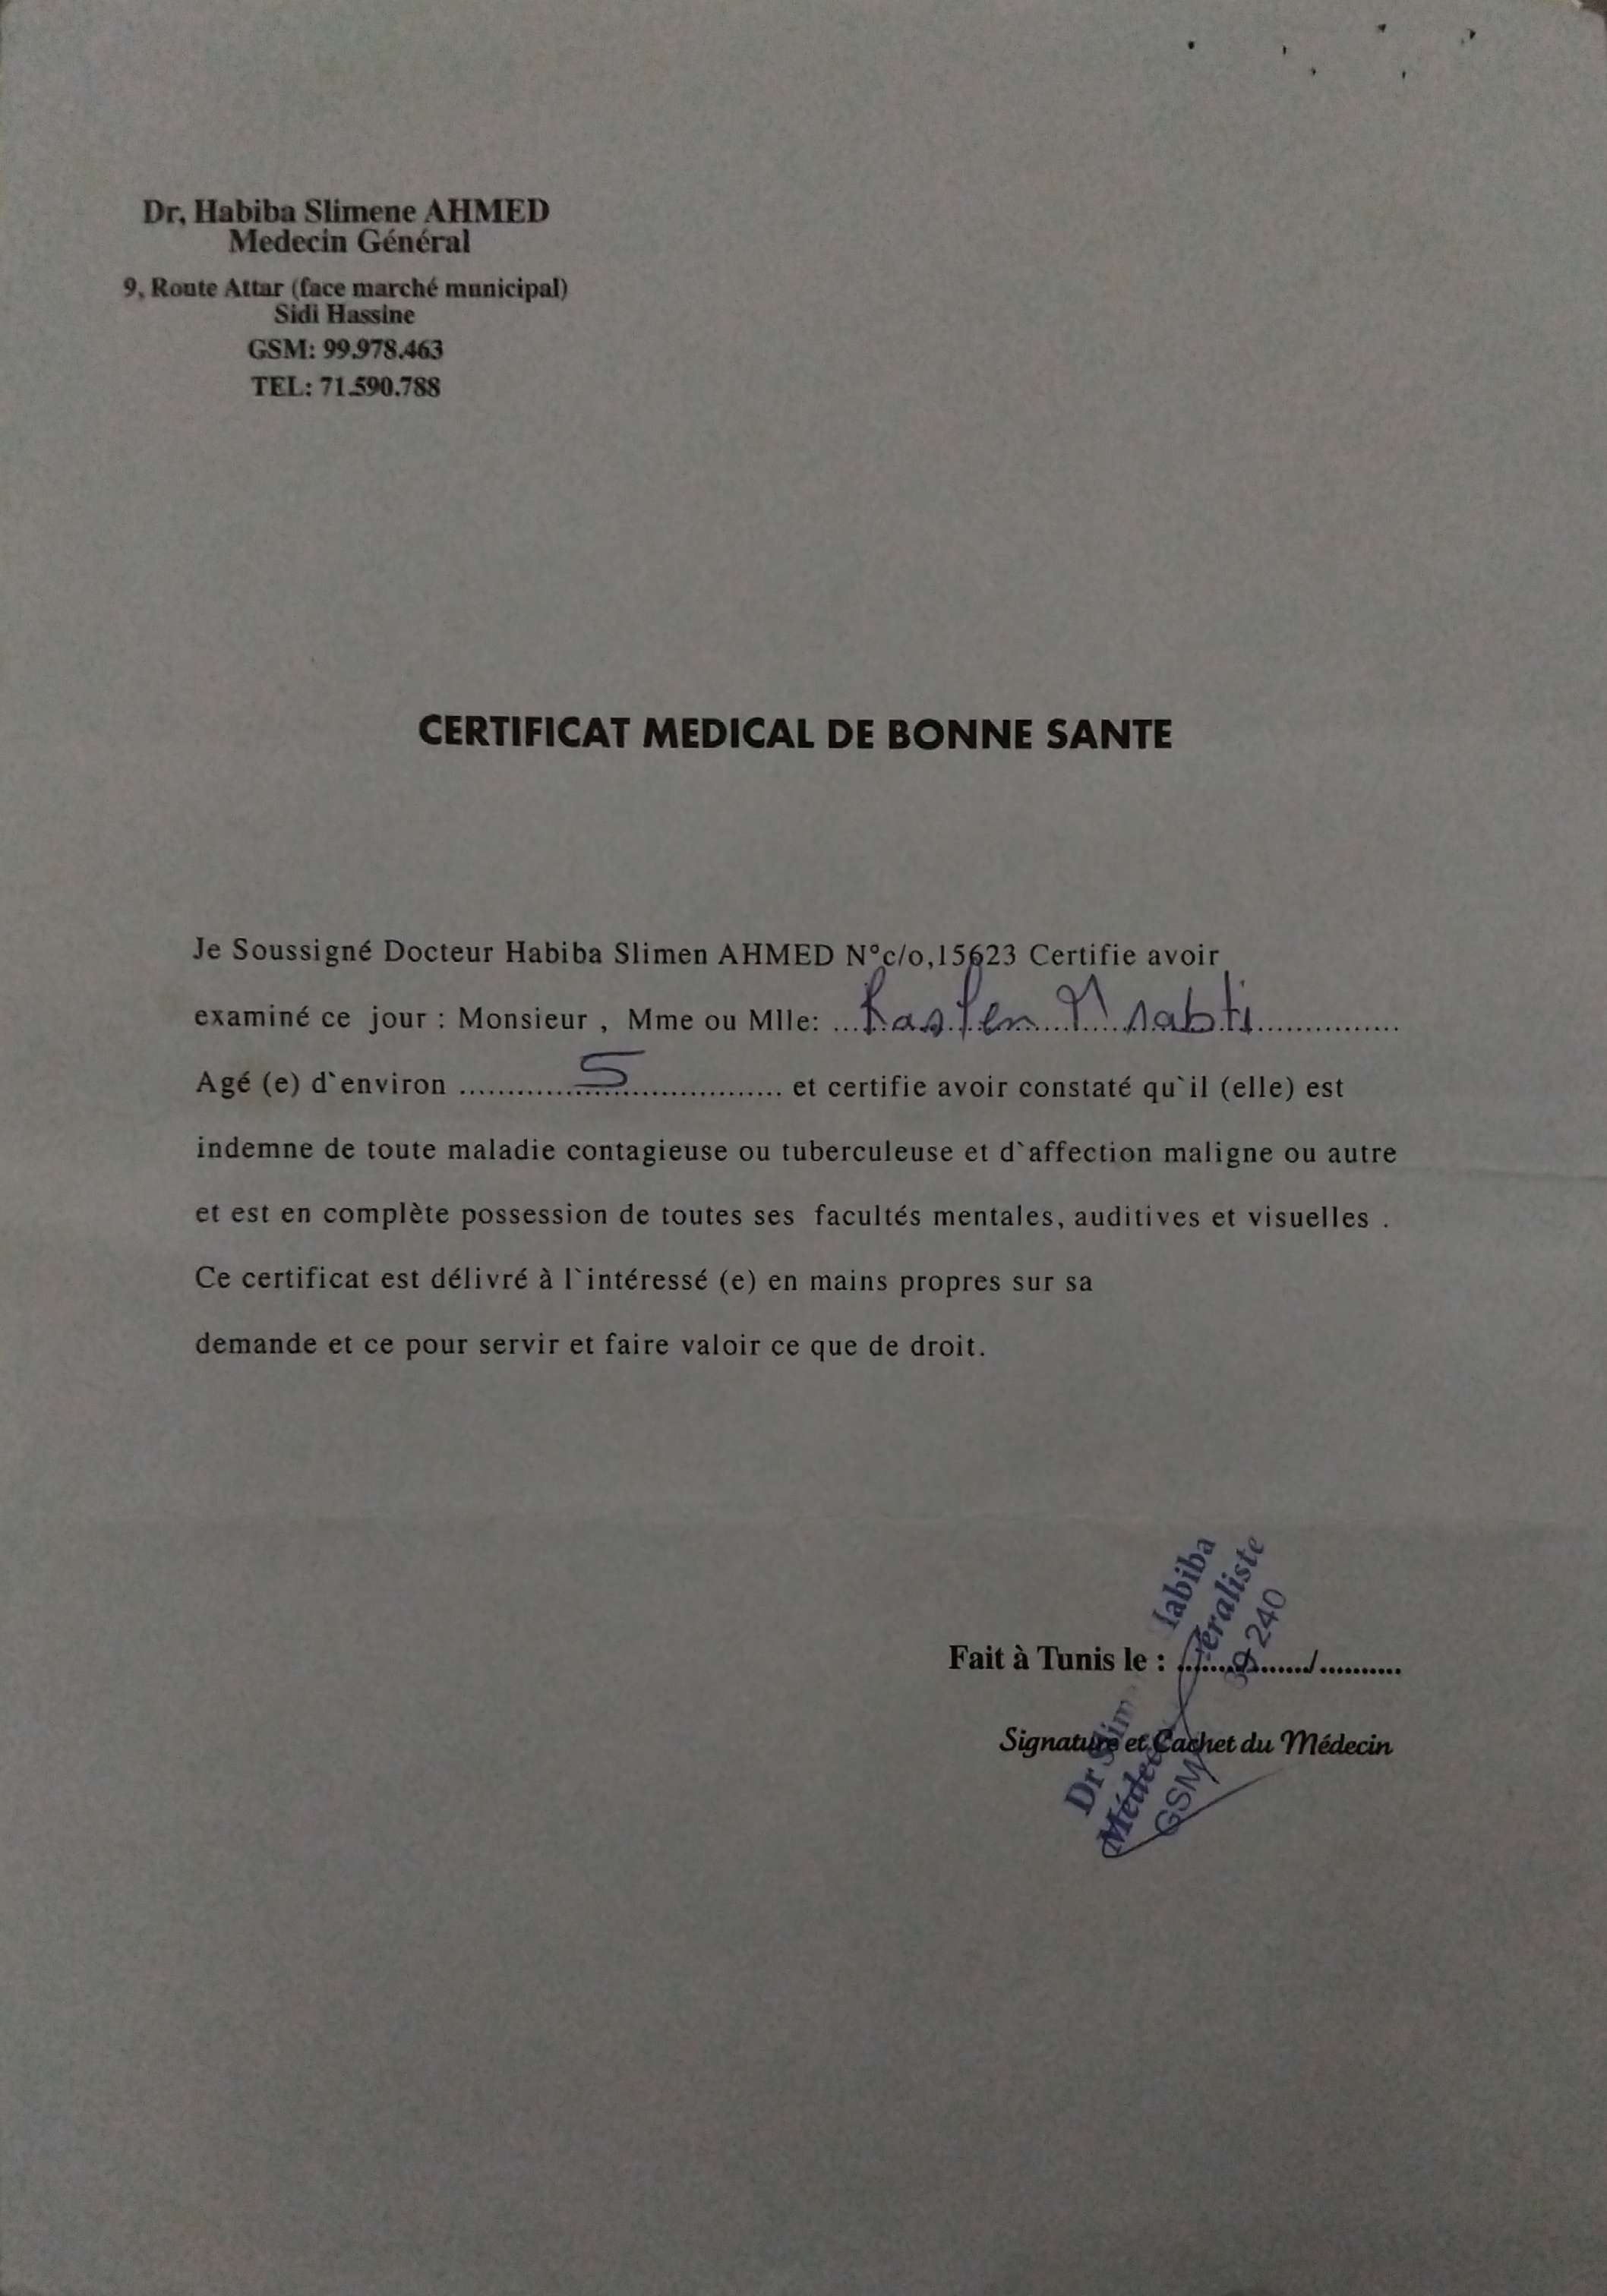 Dr, Habiba Slimene AHMED
Medecin Général
9, Route Attar (face marché municipal)
Sidi Hassine
GSM: 99.978.463
TEL: 71.590.788
CERTIFICAT MEDICAL DE BONNE SANTE
Je Soussigné Docteur Habiba Slimen AHMED N°c/o,15623 Certifie avoir
examiné ce jour : Monsieur , Mme ou Mlle: ... Msabti ...............
Agé (e) d`environ ............5.................. et certifie avoir constaté qu`il (elle) est
indemne de toute maladie contagieuse ou tuberculeuse et d`affection maligne ou autre
et est en complète possession de toutes ses facultés mentales, auditives et visuelles .
Ce certificat est délivré à l`intéressé (e) en mains propres sur sa
demande et ce pour servir et faire valoir ce que de droit.
Fait à Tunis le : ................/...........
Signature et Cachet du Médecin
Dr
GSM 240